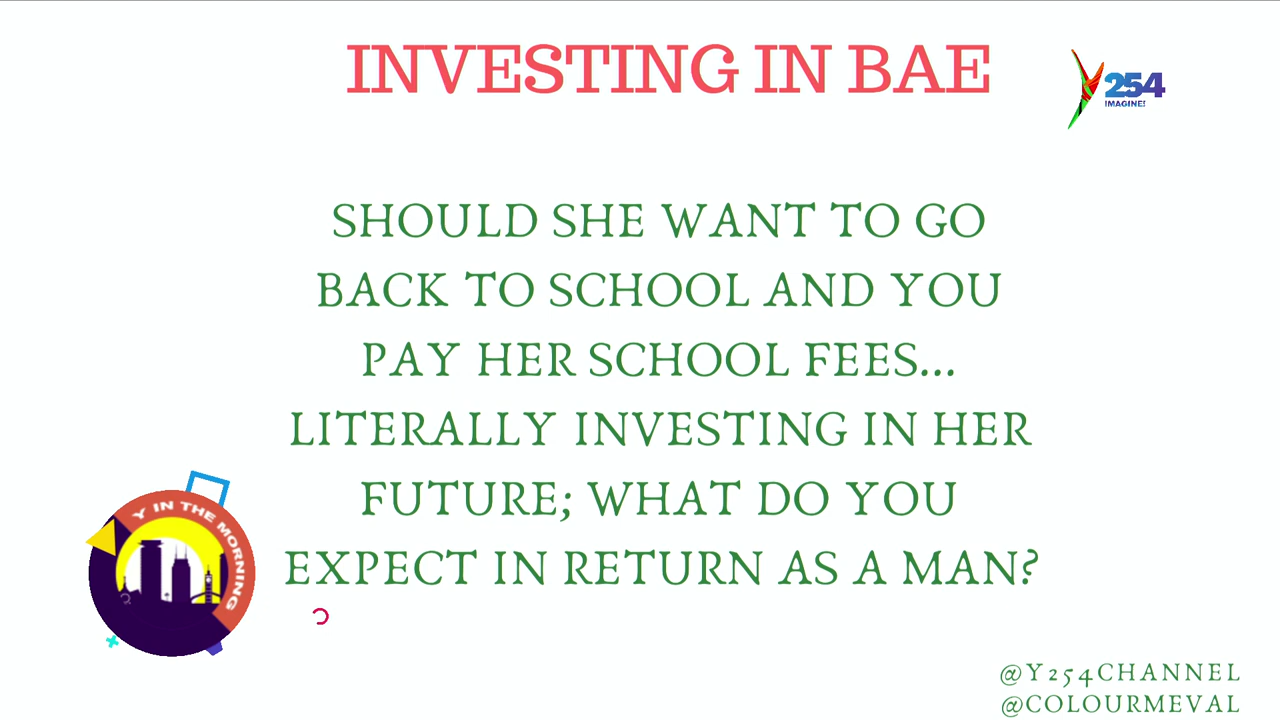 INVESTING IN BAE
254
IMAGINE!
SHOULD SHE WANT TO GO
BACK TO SCHOOL AND YOU
PAY HER SCHOOL FEES...
LITERALLY INVESTING IN HER
FUTURE; WHAT DO YOU
EXPECT IN RETURN AS A MAN?
Y IN THE MORNING
@Y254CHANNEL
@COLOURMEVAL